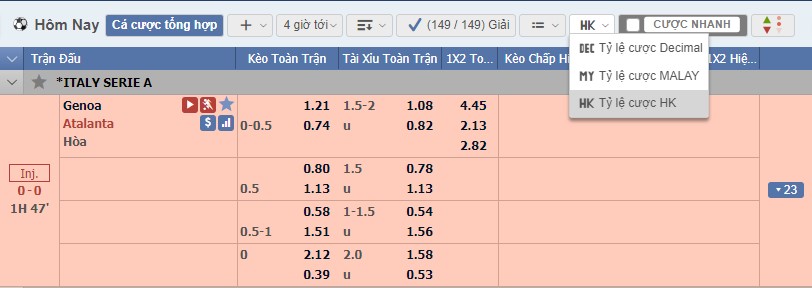 Hôm Nay Cá cược tổng hợp 4 giờ tới (149 / 149) Giải HK CƯỢC NHANH
DEC Tỷ lệ cược Decimal
MY Tỷ lệ cược MALAY
HK Tỷ lệ cược HK
Trận Đấu Kèo Toàn Trận Tài Xỉu Toàn Trận 1X2 To... Kèo Chấp Hi 1X2 Hiệ...
*ITALY SERIE A
Genoa 1.21 1.5-2 1.08 4.45
Atalanta $ 0-0.5 0.74 u 0.82 2.13
Hòa 2.82
Inj. 0.80 1.5 0.78
0-0 0.5 1.13 u 1.13 23
1H 47' 0.58 1-1.5 0.54
0.5-1 1.51 u 1.56
0 2.12 2.0 1.58
0.39 u 0.53